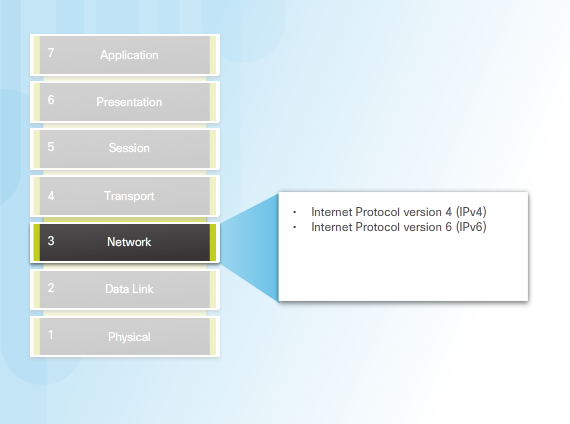 7 Application
6 Presentation
5 Session
4 Transport
3 Network
2 Data Link
1 Physical
• Internet Protocol version 4 (IPv4)
• Internet Protocol version 6 (IPv6)